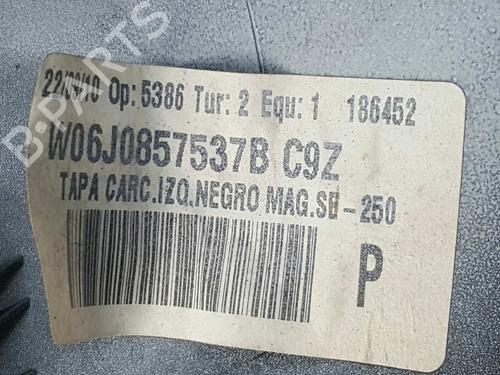 B-PARTS
22/09/10 Op: 5386 Tur: 2 Equ: 1 186452
W06J0857537B C9Z
TAPA CARC.IZQ.NEGRO MAG.SE-250
P